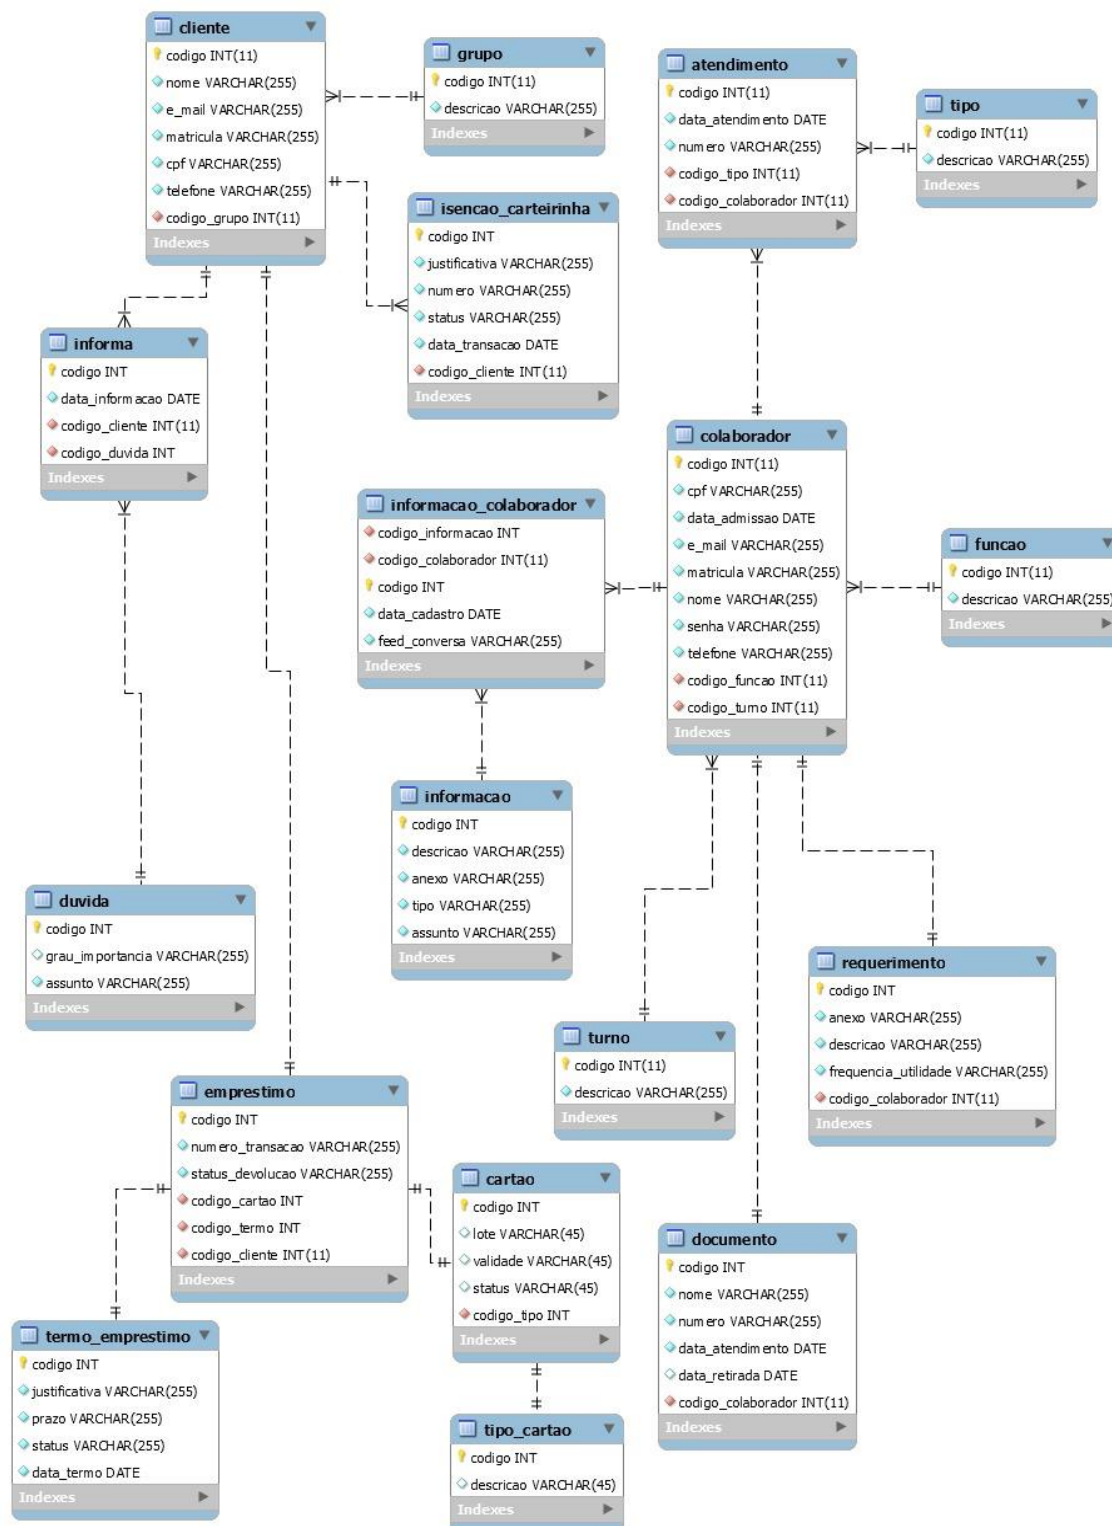 cliente
codigo INT(11)
nome VARCHAR(255)
e_mail VARCHAR(255)
matricula VARCHAR(255)
cpf VARCHAR(255)
telefone VARCHAR(255)
codigo_grupo INT(11)
Indexes
grupo
codigo INT(11)
descricao VARCHAR(255)
Indexes
atendimento
codigo INT(11)
data_atendimento DATE
numero VARCHAR(255)
codigo_tipo INT(11)
codigo_colaborador INT(11)
Indexes
tipo
codigo INT(11)
descricao VARCHAR(255)
Indexes
isencao_carteirinha
codigo INT
justificativa VARCHAR(255)
numero VARCHAR(255)
status VARCHAR(255)
data_transacao DATE
codigo_cliente INT(11)
Indexes
informa
codigo INT
data_informacao DATE
codigo_cliente INT(11)
codigo_duvida INT
Indexes
colaborador
codigo INT(11)
cpf VARCHAR(255)
data_admissao DATE
e_mail VARCHAR(255)
matricula VARCHAR(255)
nome VARCHAR(255)
senha VARCHAR(255)
telefone VARCHAR(255)
codigo_funcao INT(11)
codigo_turno INT(11)
Indexes
informacao_colaborador
codigo_informacao INT
codigo_colaborador INT(11)
codigo INT
data_cadastro DATE
feed_conversa VARCHAR(255)
Indexes
funcao
codigo INT(11)
descricao VARCHAR(255)
Indexes
informacao
codigo INT
descricao VARCHAR(255)
anexo VARCHAR(255)
tipo VARCHAR(255)
assunto VARCHAR(255)
Indexes
duvida
codigo INT
grau_importancia VARCHAR(255)
assunto VARCHAR(255)
Indexes
requerimento
codigo INT
anexo VARCHAR(255)
descricao VARCHAR(255)
frequencia_utilidade VARCHAR(255)
codigo_colaborador INT(11)
Indexes
turno
codigo INT(11)
descricao VARCHAR(255)
Indexes
emprestimo
codigo INT
numero_transacao VARCHAR(255)
status_devolucao VARCHAR(255)
codigo_cartao INT
codigo_termo INT
codigo_cliente INT(11)
Indexes
cartao
codigo INT
lote VARCHAR(45)
validade VARCHAR(45)
status VARCHAR(45)
codigo_tipo INT
Indexes
documento
codigo INT
nome VARCHAR(255)
numero VARCHAR(255)
data_atendimento DATE
data_retirada DATE
codigo_colaborador INT(11)
Indexes
termo_emprestimo
codigo INT
justificativa VARCHAR(255)
prazo VARCHAR(255)
status VARCHAR(255)
data_termo DATE
Indexes
tipo_cartao
codigo INT
descricao VARCHAR(45)
Indexes